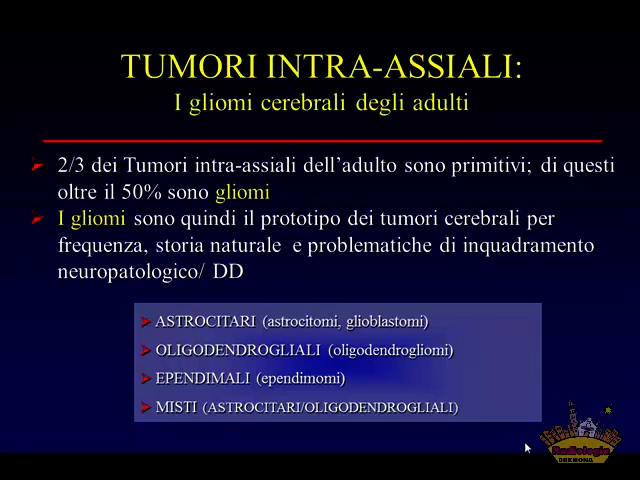 TUMORI INTRA-ASSIALI:
I gliomi cerebrali degli adulti
2/3 dei Tumori intra-assiali dell'adulto sono primitivi; di questi
oltre il 50% sono gliomi
I gliomi sono quindi il prototipo dei tumori cerebrali per
frequenza, storia naturale e problematiche di inquadramento
neuropatologico/ DD
ASTROCITARI (astrocitomi, glioblastomi)
OLIGODENDROGLIALI (oligodendrogliomi)
EPENDIMALI (ependimomi)
MISTI (ASTROCITARI/OLIGODENDROGLIALI)
Radiologia
CREMONA